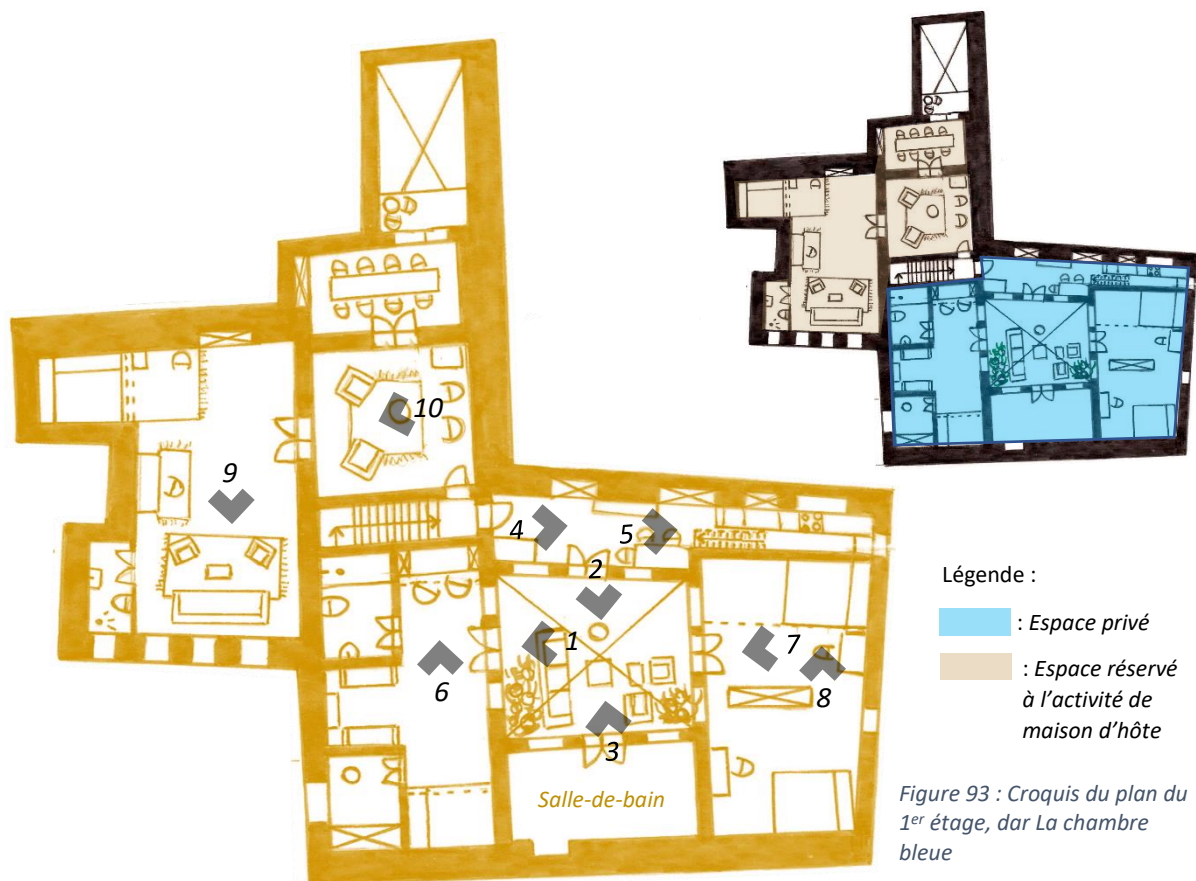 10
9
4
5
2
1
6
7
8
3
Salle-de-bain
Légende :
: Espace privé
: Espace réservé
à l’activité de
maison d’hôte
Figure 93 : Croquis du plan du
1er étage, dar La chambre
bleue